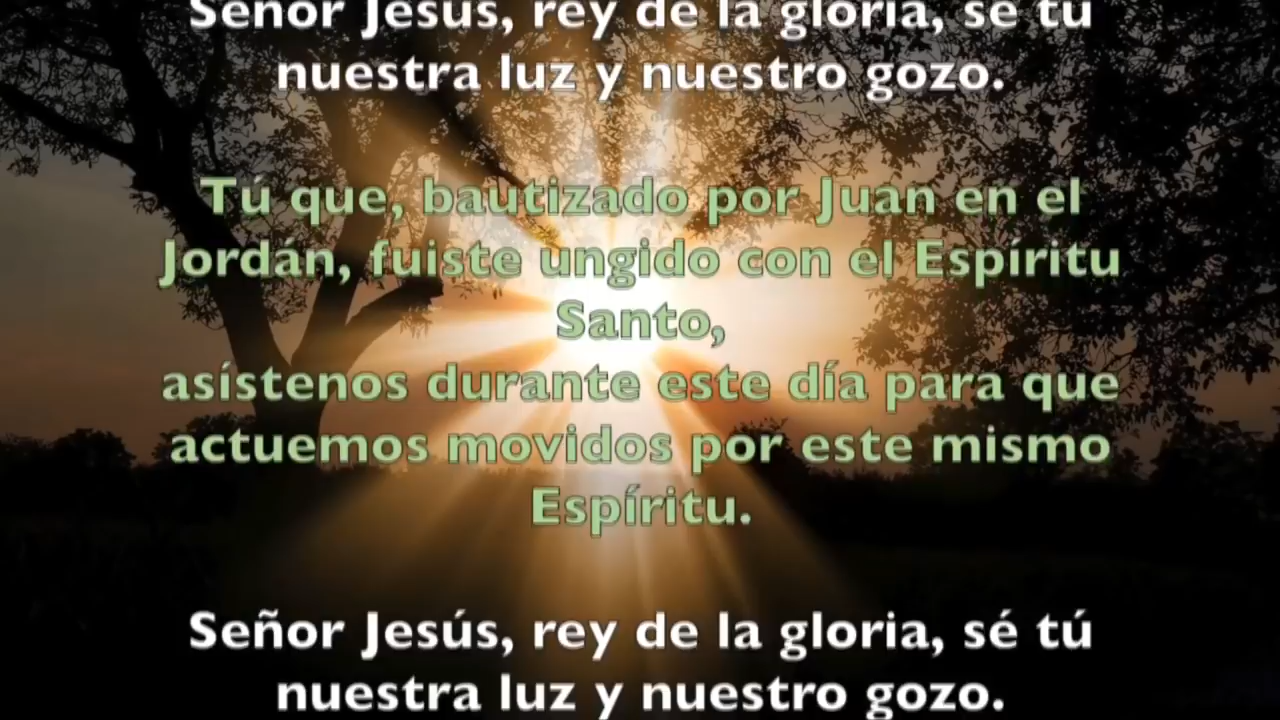 Señor Jesús, rey de la gloria, sé tú
nuestra luz y nuestro gozo.
Tú que, bautizado por Juan en el
Jordán, fuiste ungido con el Espíritu
Santo,
asístenos durante este día para que
actuemos movidos por este mismo
Espíritu.
Señor Jesús, rey de la gloria, sé tú
nuestra luz y nuestro gozo.